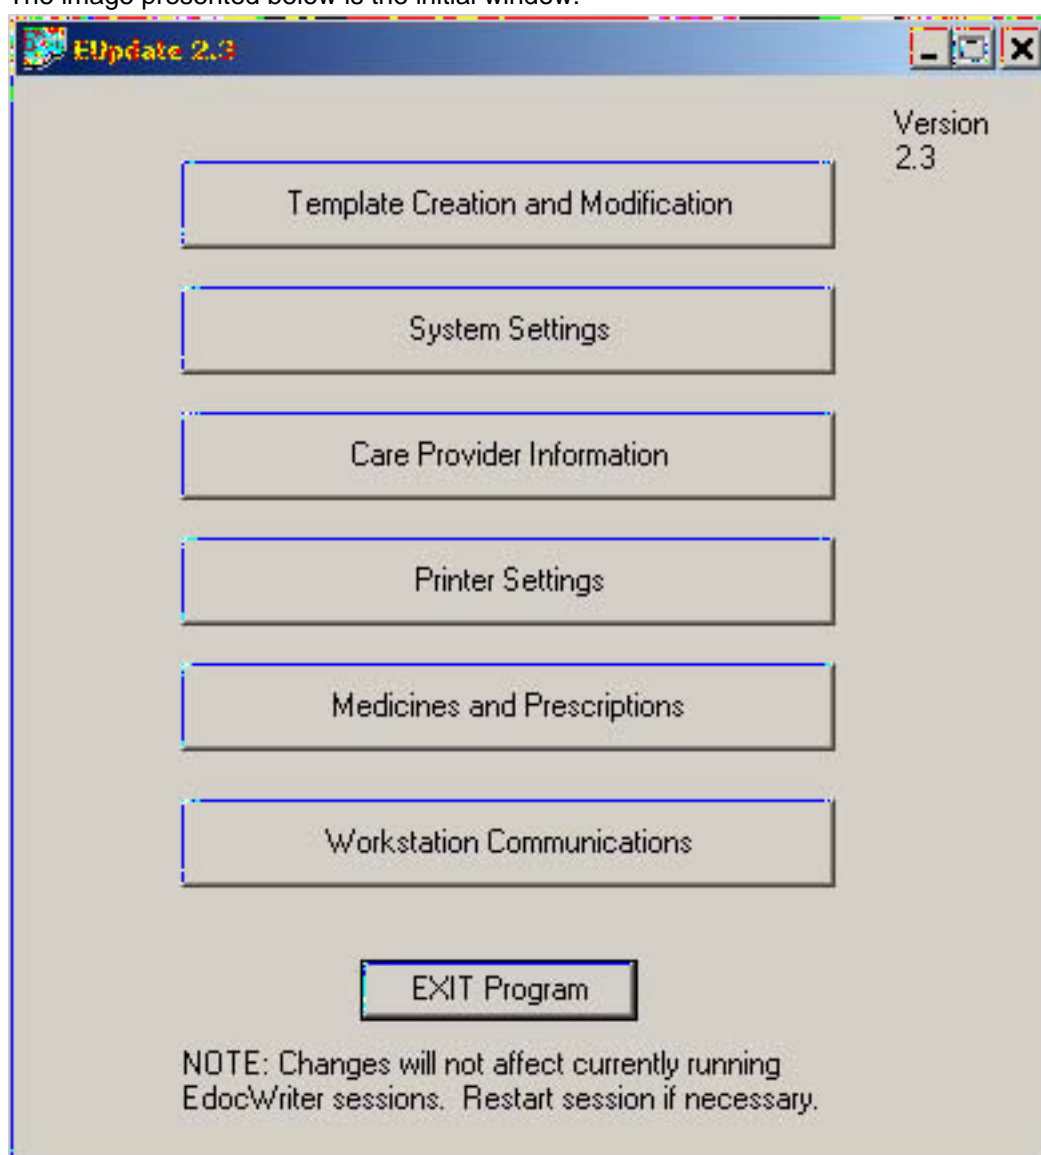 The image presented below is the initial window.
EUpdate 2.3
Version
2.3
Template Creation and Modification
System Settings
Care Provider Information
Printer Settings
Medicines and Prescriptions
Workstation Communications
EXIT Program
NOTE: Changes will not affect currently running
EdocWriter sessions. Restart session if necessary.